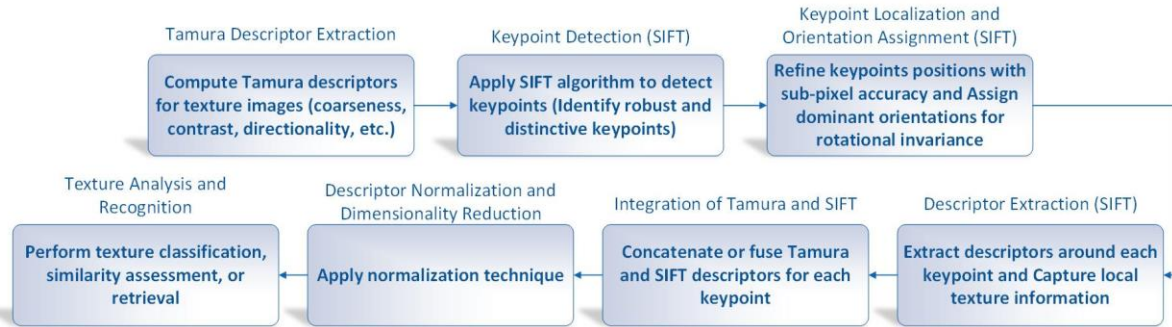 Tamura Descriptor Extraction
Compute Tamura descriptors
for texture images (coarseness,
contrast, directionality, etc.)
Keypoint Detection (SIFT)
Apply SIFT algorithm to detect
keypoints (Identify robust and
distinctive keypoints)
Keypoint Localization and
Orientation Assignment (SIFT)
Refine keypoints positions with
sub-pixel accuracy and Assign
dominant orientations for
rotational invariance
Descriptor Extraction (SIFT)
Extract descriptors around each
keypoint and Capture local
texture information
Integration of Tamura and SIFT
Concatenate or fuse Tamura
and SIFT descriptors for each
keypoint
Descriptor Normalization and
Dimensionality Reduction
Apply normalization technique
Texture Analysis and
Recognition
Perform texture classification,
similarity assessment, or
retrieval